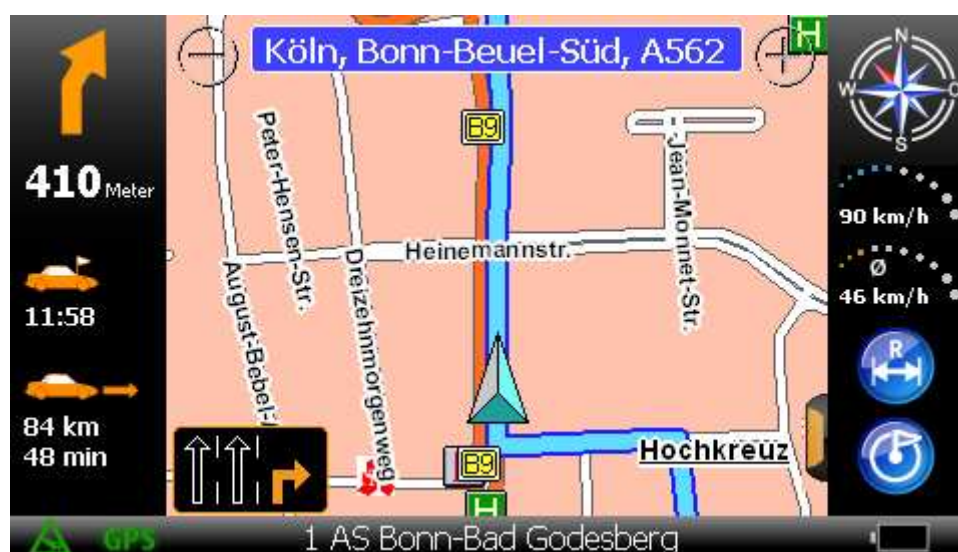 Köln, Bonn-Beuel-Süd, A562
H
N
W
O
S
410 Meter
B9
Peter-Hensen-Str.
Jean-Monnet-Str.
90 km/h
Heinemannstr.
Dreizehnmorgenweg
August-Bebel-
Ø
46 km/h
11:58
R
84 km
48 min
Hochkreuz
B9
H
GPS
1 AS Bonn-Bad Godesberg